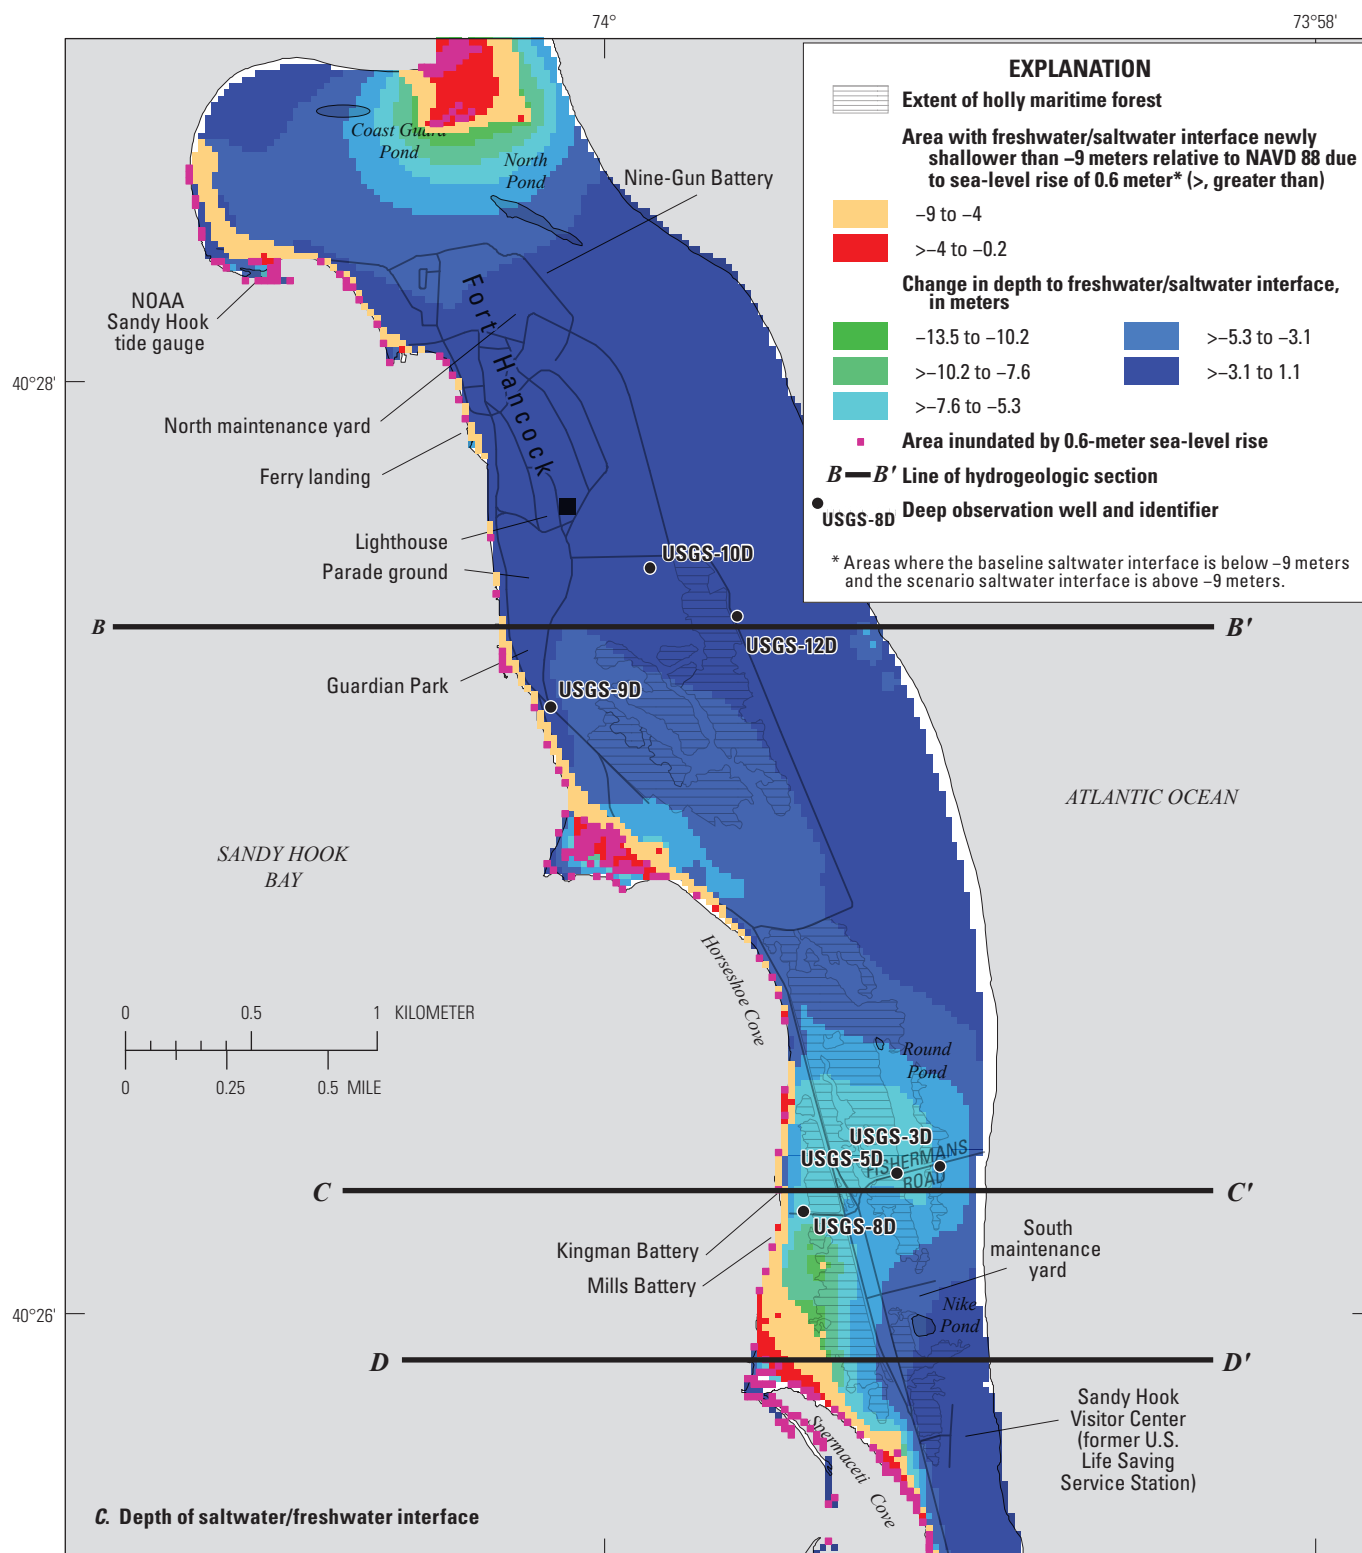 74°
73°58'
EXPLANATION
Extent of holly maritime forest
Area with freshwater/saltwater interface newly
shallower than −9 meters relative to NAVD 88 due
to sea-level rise of 0.6 meter* (>, greater than)
−9 to −4
>−4 to −0.2
Change in depth to freshwater/saltwater interface,
in meters
−13.5 to −10.2
>−10.2 to −7.6
>−7.6 to −5.3
>−5.3 to −3.1
>−3.1 to 1.1
Area inundated by 0.6-meter sea-level rise
B B' Line of hydrogeologic section
USGS-8D Deep observation well and identifier
* Areas where the baseline saltwater interface is below −9 meters
and the scenario saltwater interface is above −9 meters.
Coast Guard
Pond
North
Pond
Nine-Gun Battery
NOAA
Sandy Hook
tide gauge
Fort Hancock
40°28'
North maintenance yard
Ferry landing
Lighthouse
Parade ground
USGS-10D
B B'
USGS-12D
Guardian Park
USGS-9D
ATLANTIC OCEAN
SANDY HOOK
BAY
Horseshoe Cove
0 0.5 1 KILOMETER
0 0.25 0.5 MILE
Round
Pond
USGS-3D
USGS-5D
FISHERMANS
ROAD
C C'
USGS-8D
Kingman Battery
Mills Battery
South
maintenance
yard
40°26'
Nike
Pond
D D'
Sandy Hook
Visitor Center
(former U.S.
Life Saving
Service Station)
Spermaceti Cove
C. Depth of saltwater/freshwater interface